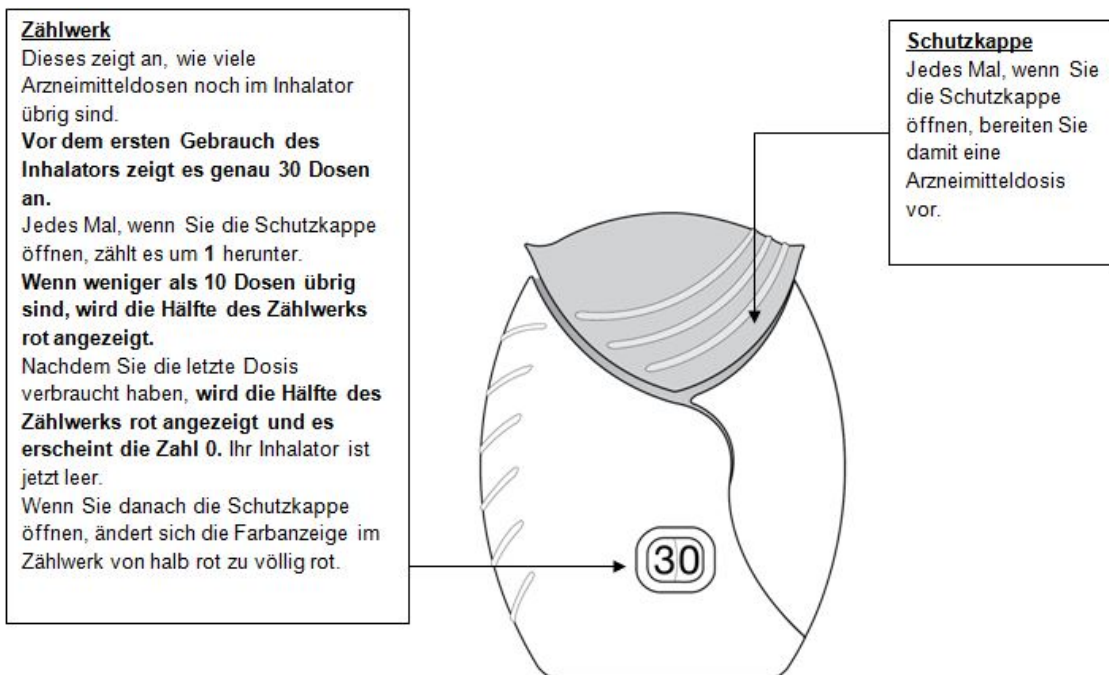 Zählwerk
Dieses zeigt an, wie viele
Arzneimitteldosen noch im Inhalator
übrig sind.
Vor dem ersten Gebrauch des
Inhalators zeigt es genau 30 Dosen
an.
Jedes Mal, wenn Sie die Schutzkappe
öffnen, zählt es um 1 herunter.
Wenn weniger als 10 Dosen übrig
sind, wird die Hälfte des Zählwerks
rot angezeigt.
Nachdem Sie die letzte Dosis
verbraucht haben, wird die Hälfte des
Zählwerks rot angezeigt und es
erscheint die Zahl 0. Ihr Inhalator ist
jetzt leer.
Wenn Sie danach die Schutzkappe
öffnen, ändert sich die Farbanzeige im
Zählwerk von halb rot zu völlig rot.
Schutzkappe
Jedes Mal, wenn Sie
die Schutzkappe
öffnen, bereiten Sie
damit eine
Arzneimitteldosis
vor.
30